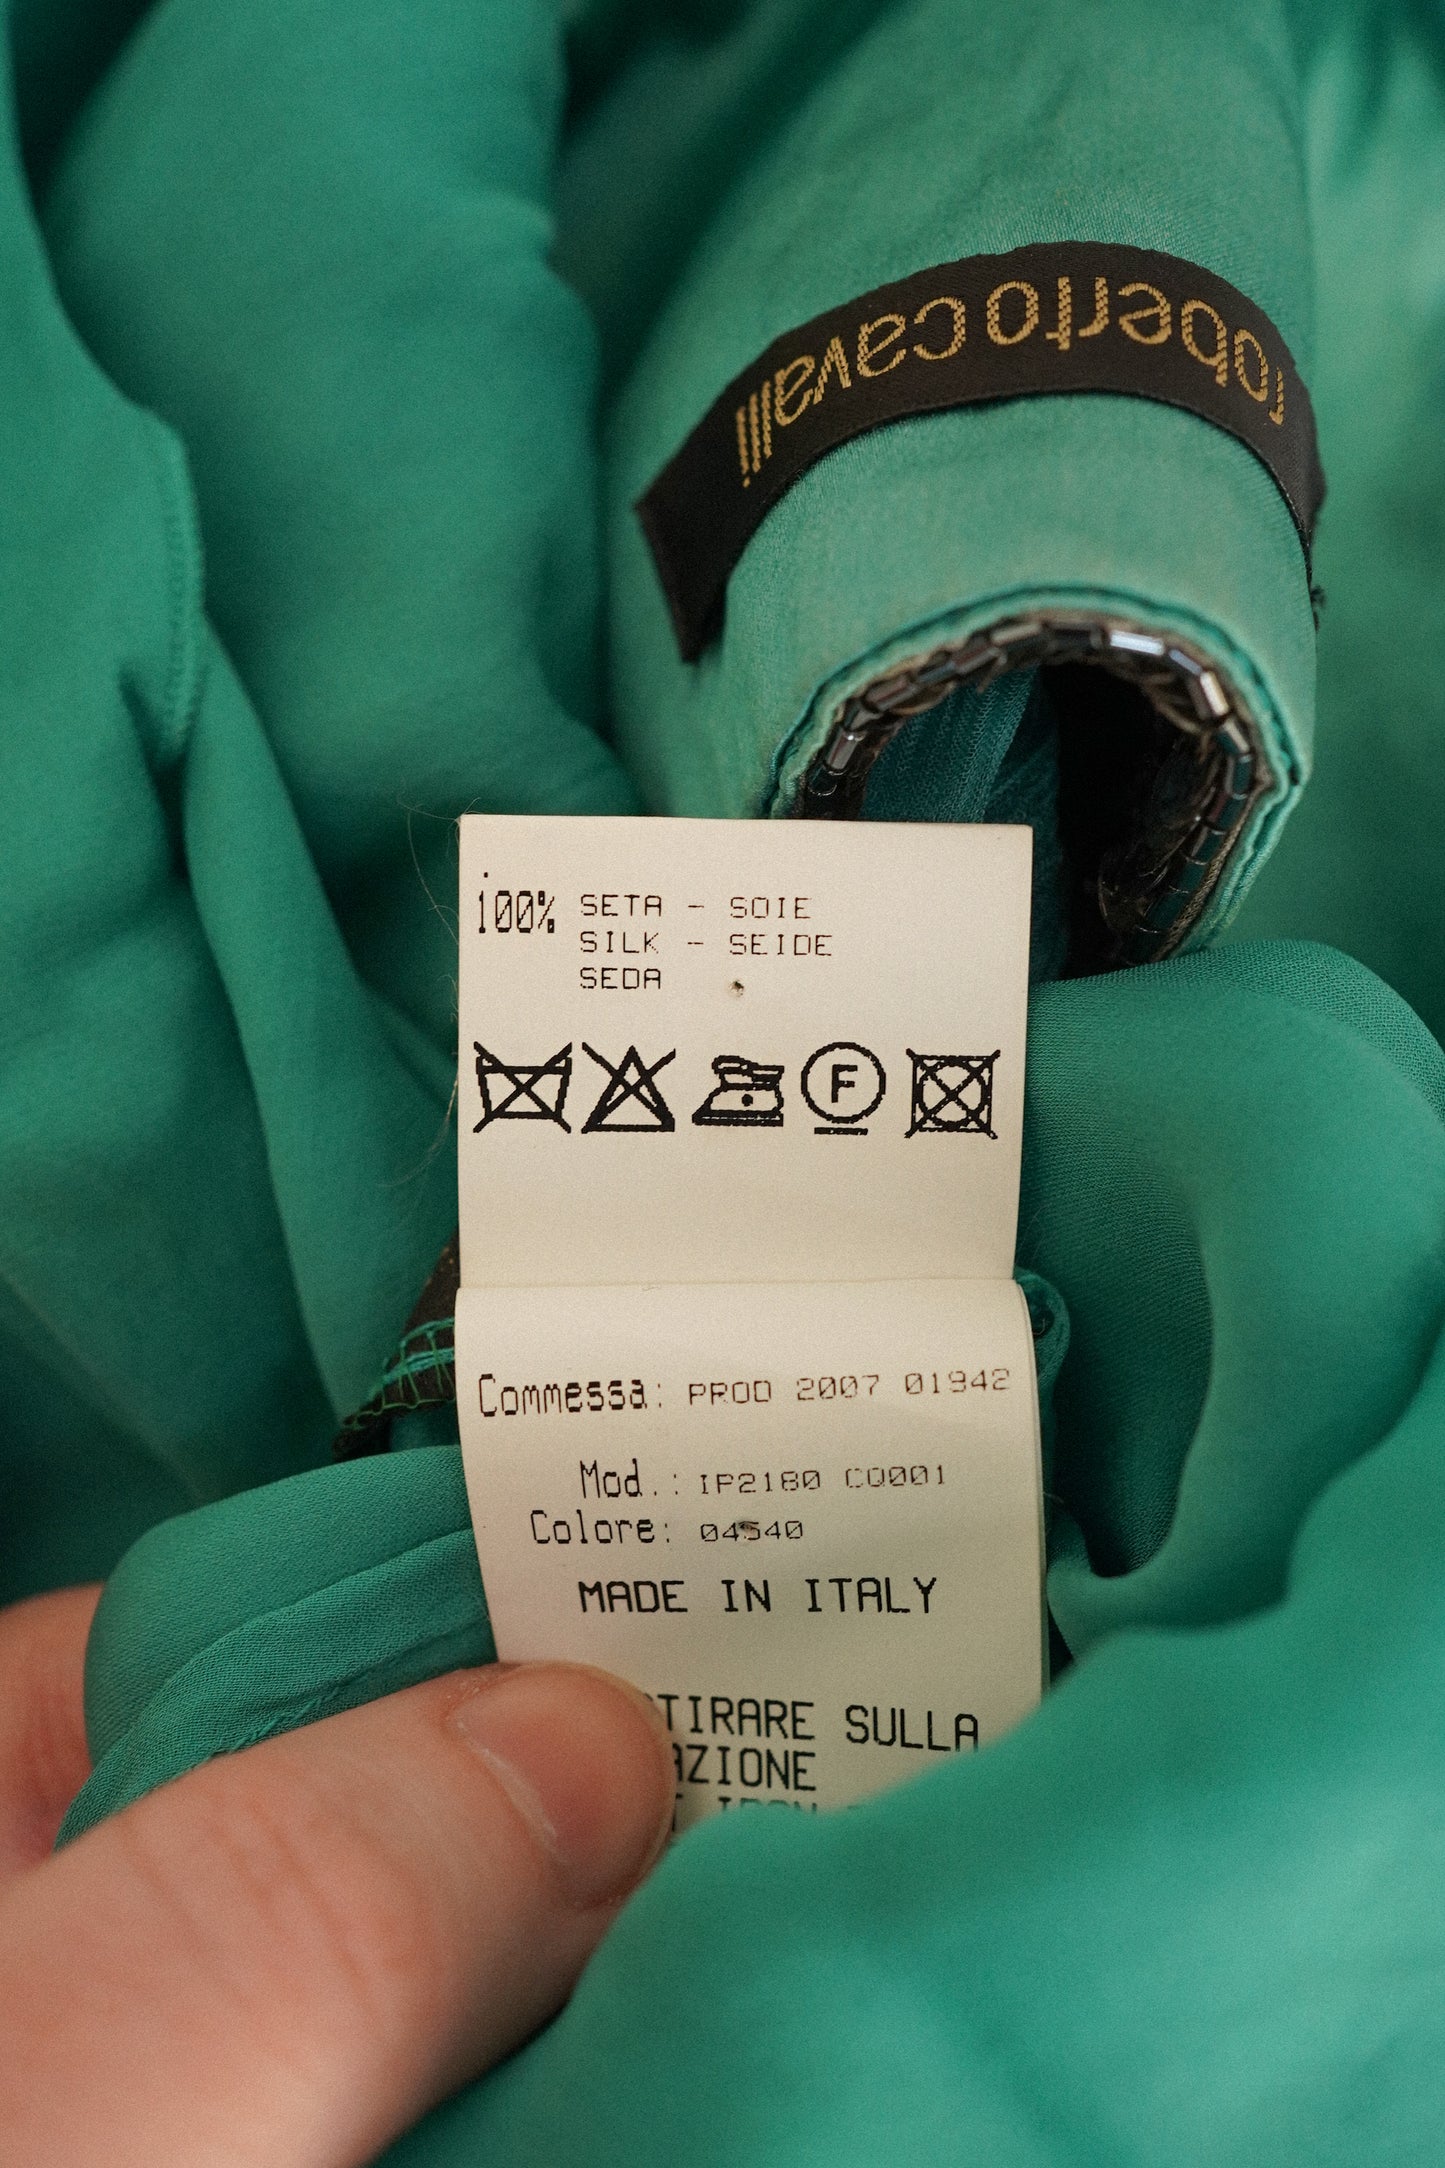 roberto cavalli
100% SETA - SOIE
SILK - SEIDE
SEDA
F
Commessa: PROD 2007 01942
Mod.: IP2180 CQ001
Colore: 04540
MADE IN ITALY
TIRARE SULLA
AZIONE